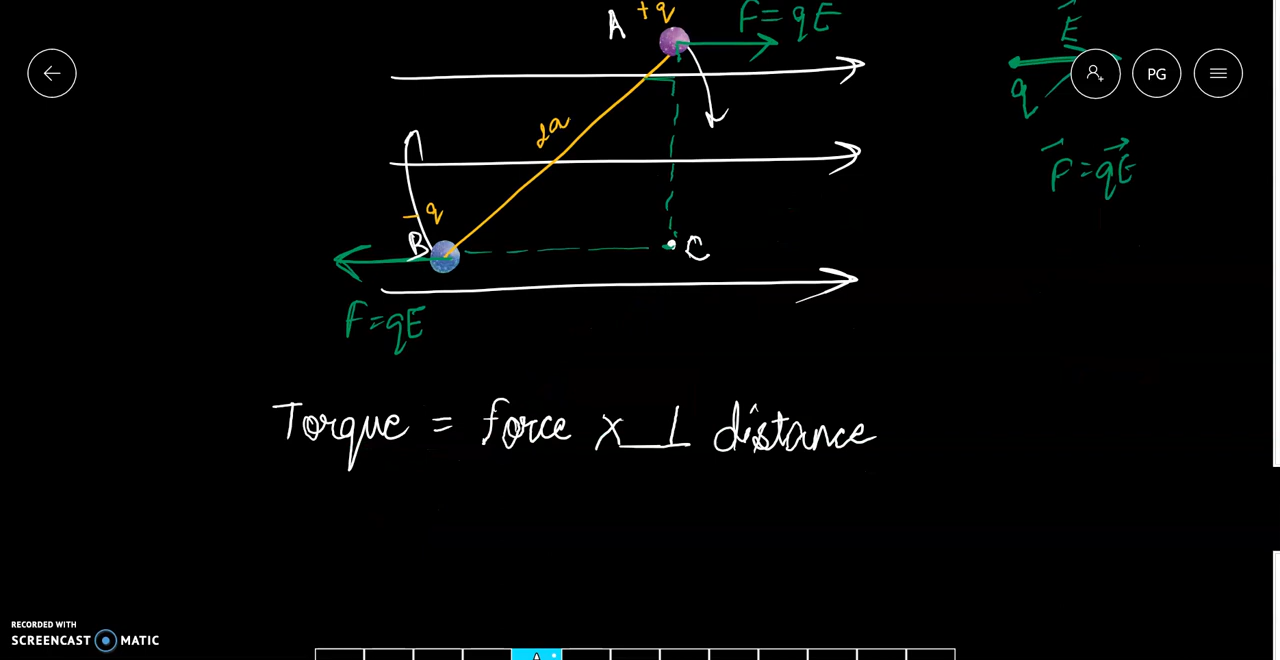 A +q F = qE
E
PG
q
2a
F = qE
-q
B
C
F = qE
Torque = force × ⊥ distance
RECORDED WITH
SCREENCAST MATIC